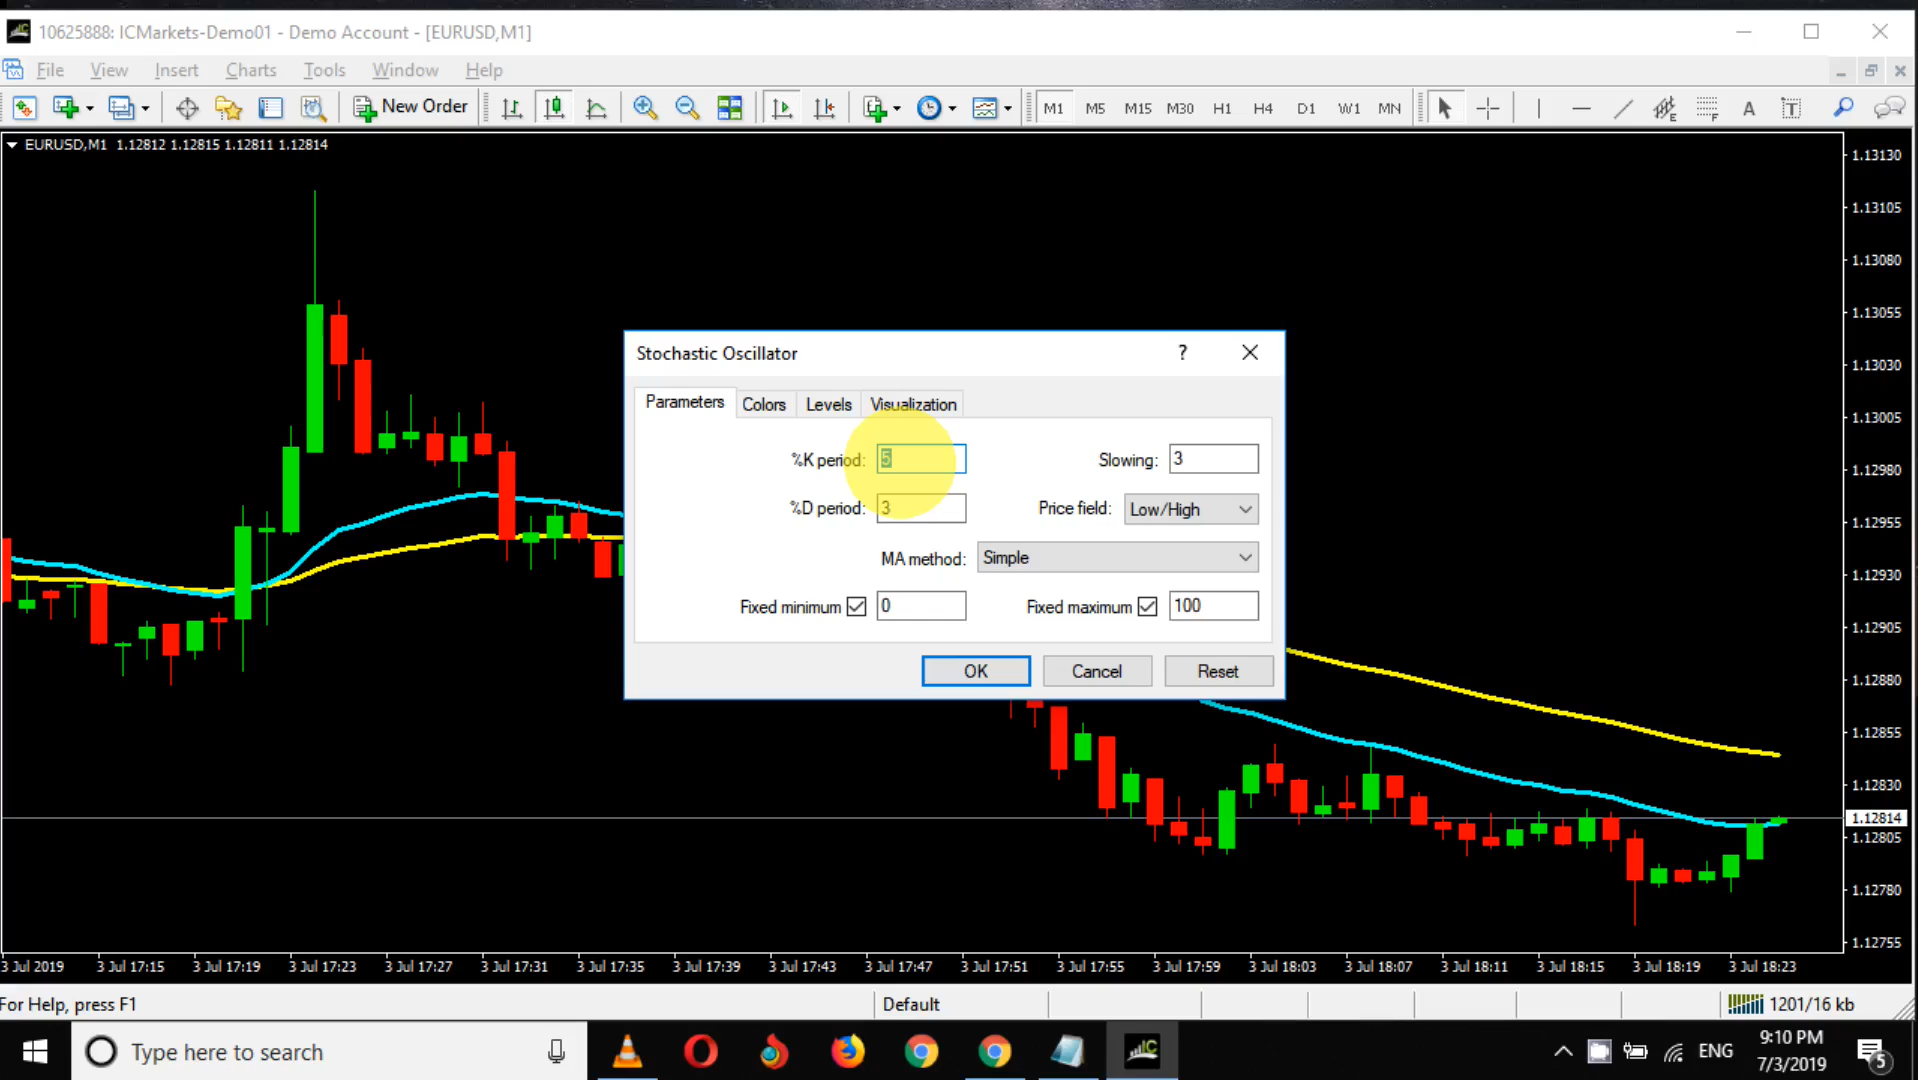 10625888: ICMarkets-Demo01 - Demo Account - [EURUSD,M1]
File View Insert Charts Tools Window Help
New Order M1 M5 M15 M30 H1 H4 D1 W1 MN E F A T
EURUSD,M1 1.12812 1.12815 1.12811 1.12814
1.13130
1.13105
1.13080
1.13055
1.13030
1.13005
1.12980
1.12955
1.12930
1.12905
1.12880
1.12855
1.12830
1.12814
1.12805
1.12780
1.12755
Stochastic Oscillator ?
Parameters Colors Levels Visualization
%K period: 5 Slowing: 3
%D period: 3 Price field: Low/High
MA method: Simple
Fixed minimum 0 Fixed maximum 100
OK Cancel Reset
3 Jul 2019 3 Jul 17:15 3 Jul 17:19 3 Jul 17:23 3 Jul 17:27 3 Jul 17:31 3 Jul 17:35 3 Jul 17:39 3 Jul 17:43 3 Jul 17:47 3 Jul 17:51 3 Jul 17:55 3 Jul 17:59 3 Jul 18:03 3 Jul 18:07 3 Jul 18:11 3 Jul 18:15 3 Jul 18:19 3 Jul 18:23
For Help, press F1 Default 1201/16 kb
Type here to search IC ENG 9:10 PM
7/3/2019 5